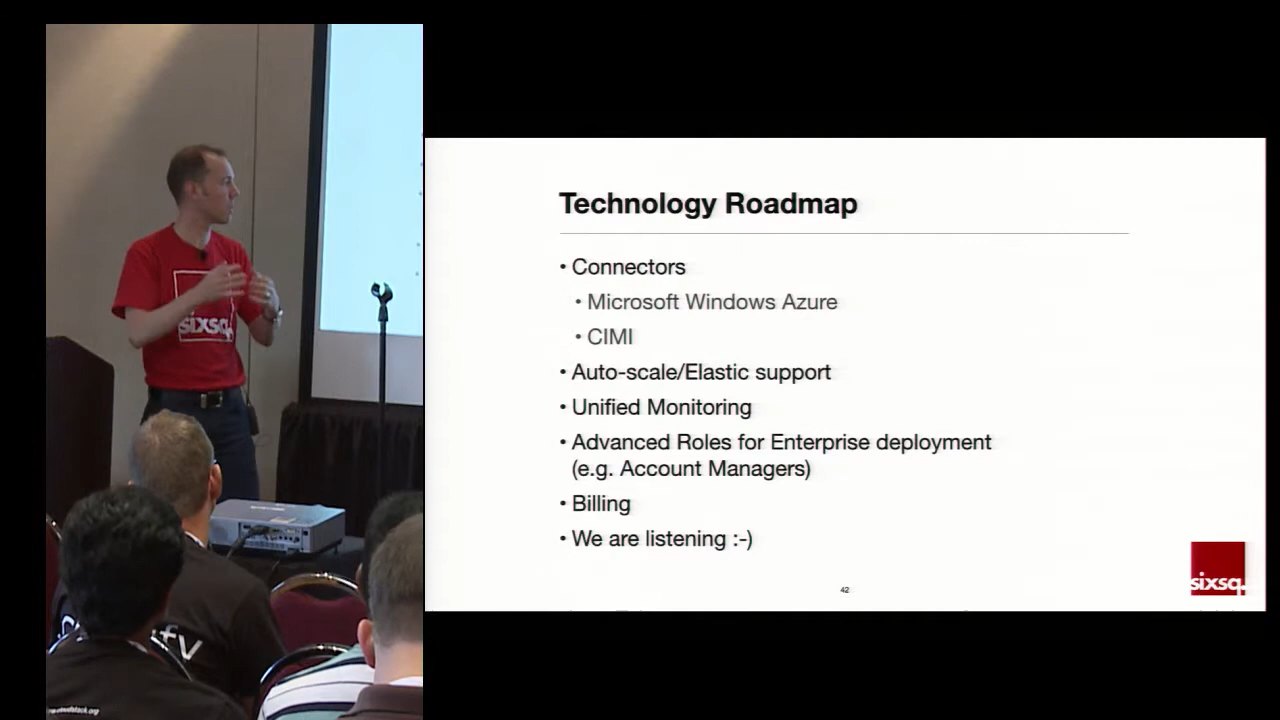 Technology Roadmap
• Connectors
• Microsoft Windows Azure
• CIMI
• Auto-scale/Elastic support
• Unified Monitoring
• Advanced Roles for Enterprise deployment
(e.g. Account Managers)
• Billing
• We are listening :-)
42
sixsq.
sixsq.